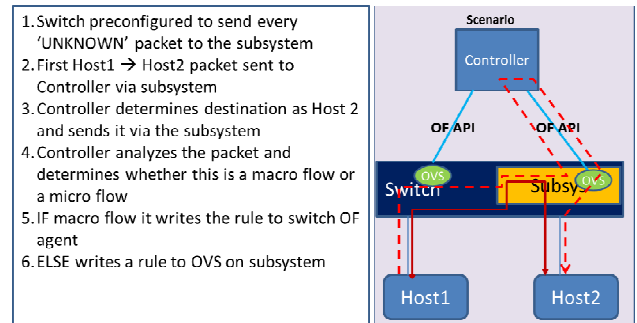 1. Switch preconfigured to send every
‘UNKNOWN’ packet to the subsystem
2. First Host1 → Host2 packet sent to
Controller via subsystem
3. Controller determines destination as Host 2
and sends it via the subsystem
4. Controller analyzes the packet and
determines whether this is a macro flow or
a micro flow
5. IF macro flow it writes the rule to switch OF
agent
6. ELSE writes a rule to OVS on subsystem
Scenario
Controller
OF API
OF API
OVS
Switch
Subsys
OVS
Host1
Host2